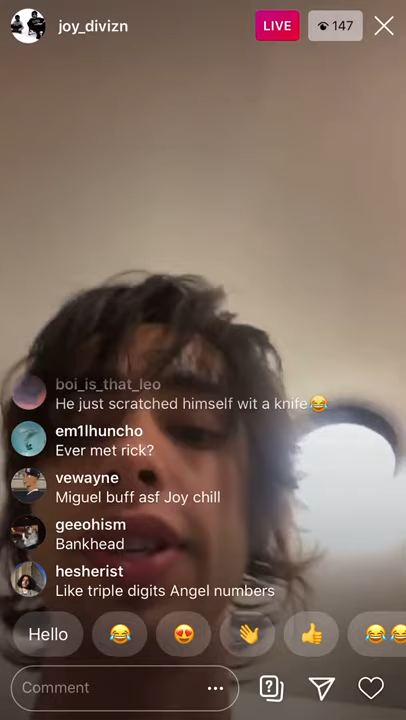 joy_divizn
LIVE
147
boi_is_that_leo
He just scratched himself wit a knife😂
em1lhuncho
Ever met rick?
vewayne
Miguel buff asf Joy chill
geeohism
Bankhead
hesherist
Like triple digits Angel numbers
Hello
Comment